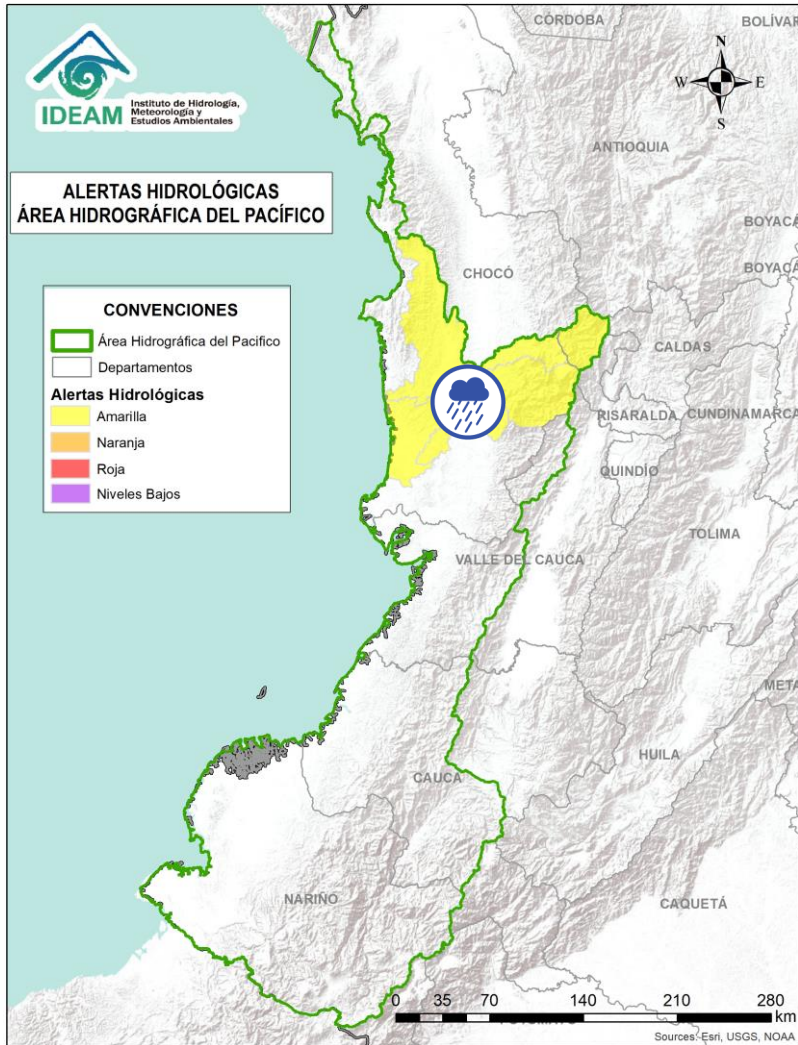 CÓRDOBA
BOLÍVAR
N
W E
S
IDEAM
Instituto de Hidrología,
Meteorología y
Estudios Ambientales
ANTIOQUIA
ALERTAS HIDROLÓGICAS
ÁREA HIDROGRÁFICA DEL PACÍFICO
BOYACÁ
BOYACÁ
CHOCÓ
CONVENCIONES
Área Hidrográfica del Pacifico
Departamentos
Alertas Hidrológicas
Amarilla
Naranja
Roja
Niveles Bajos
CALDAS
RISARALDA
CUNDINAMARCA
QUINDÍO
TOLIMA
VALLE DEL CAUCA
META
HUILA
CAUCA
NARIÑO
CAQUETÁ
0 35 70 140 210 280
km
Sources: Esri, USGS, NOAA